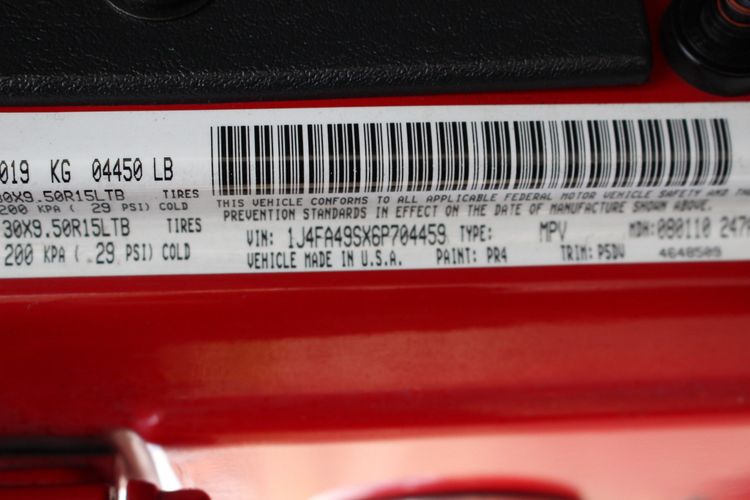 019 KG 04450 LB
30X9.50R15LTB TIRES
200 KPA ( 29 PSI) COLD
30X9.50R15LTB TIRES
200 KPA ( 29 PSI) COLD
THIS VEHICLE CONFORMS TO ALL APPLICABLE FEDERAL MOTOR VEHICLE SAFETY AND
PREVENTION STANDARDS IN EFFECT ON THE DATE OF MANUFACTURE SHOWN ABOVE.
VIN: 1J4FA49SX6P704459 TYPE: MPV MDH: 080110
VEHICLE MADE IN U.S.A. PAINT: PR4 TRIM: P5DV 4648509